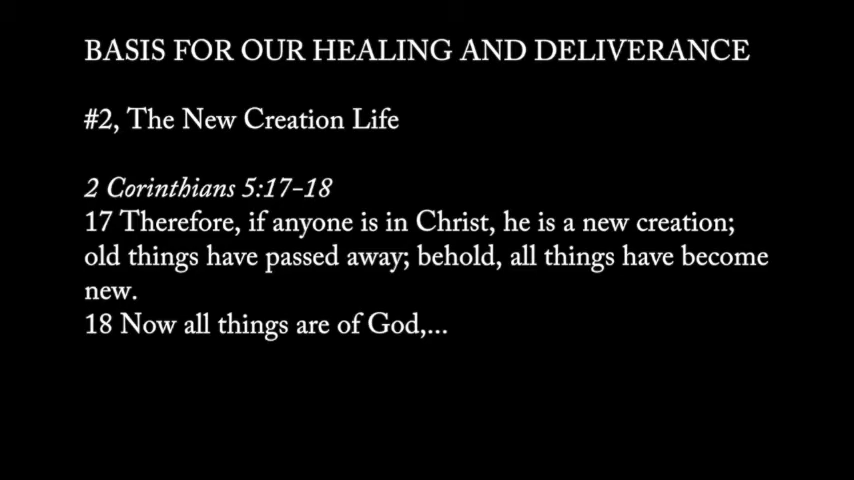 BASIS FOR OUR HEALING AND DELIVERANCE
#2, The New Creation Life
2 Corinthians 5:17-18
17 Therefore, if anyone is in Christ, he is a new creation;
old things have passed away; behold, all things have become
new.
18 Now all things are of God,...